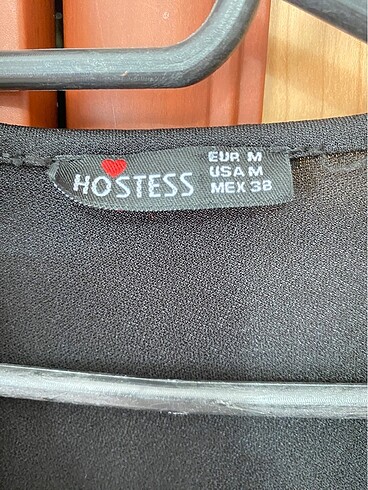 HOSTESS
EUR M
USA M
MEX 38